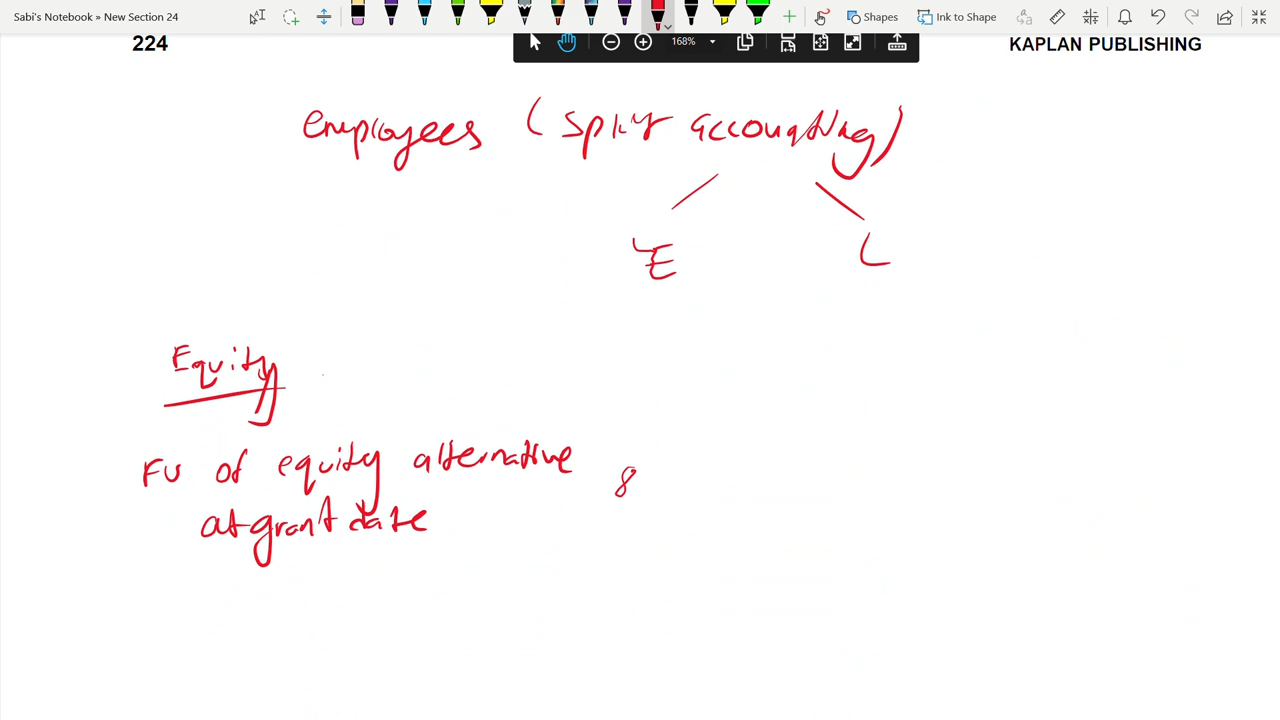 Sabi's Notebook » New Section 24
Shapes
Ink to Shape
224
168%
KAPLAN PUBLISHING
employees (split accounting)
E L
Equity
FV of equity alternative 8
at grant date